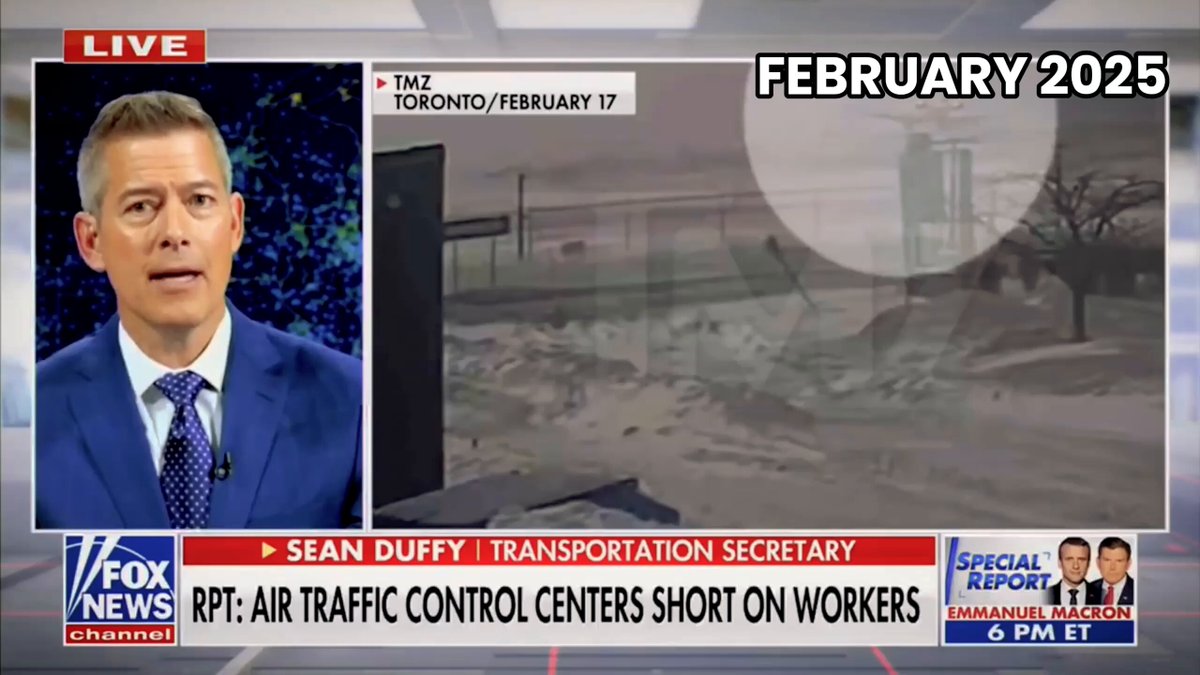 LIVE
TMZ
TORONTO/FEBRUARY 17
FEBRUARY 2025
TMZ
SEAN DUFFY | TRANSPORTATION SECRETARY
RPT: AIR TRAFFIC CONTROL CENTERS SHORT ON WORKERS
FOX
NEWS
channel
SPECIAL
REPORT
EMMANUEL MACRON
6 PM ET